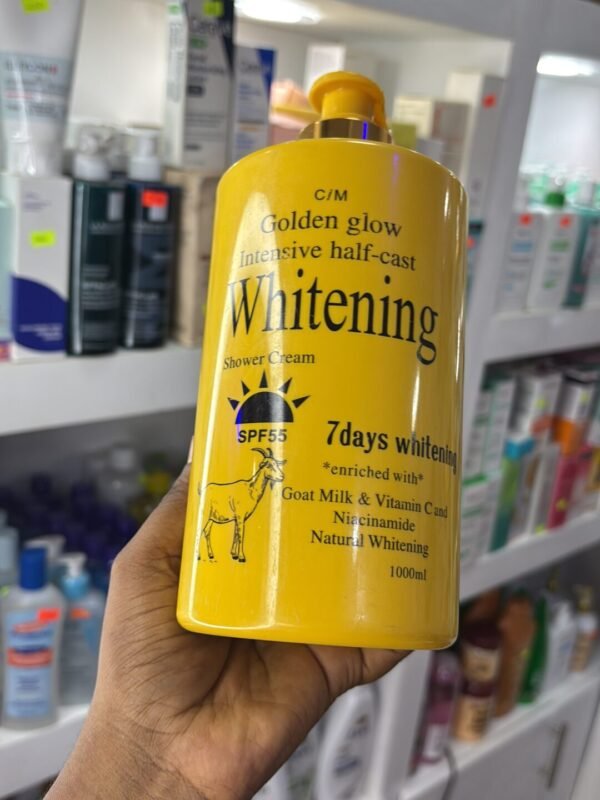 C/M
Golden glow
Intensive half-cast
Whitening
Shower Cream
SPF55
7days whitening
*enriched with*
Goat Milk & Vitamin C and
Niacinamide
Natural Whitening
1000ml